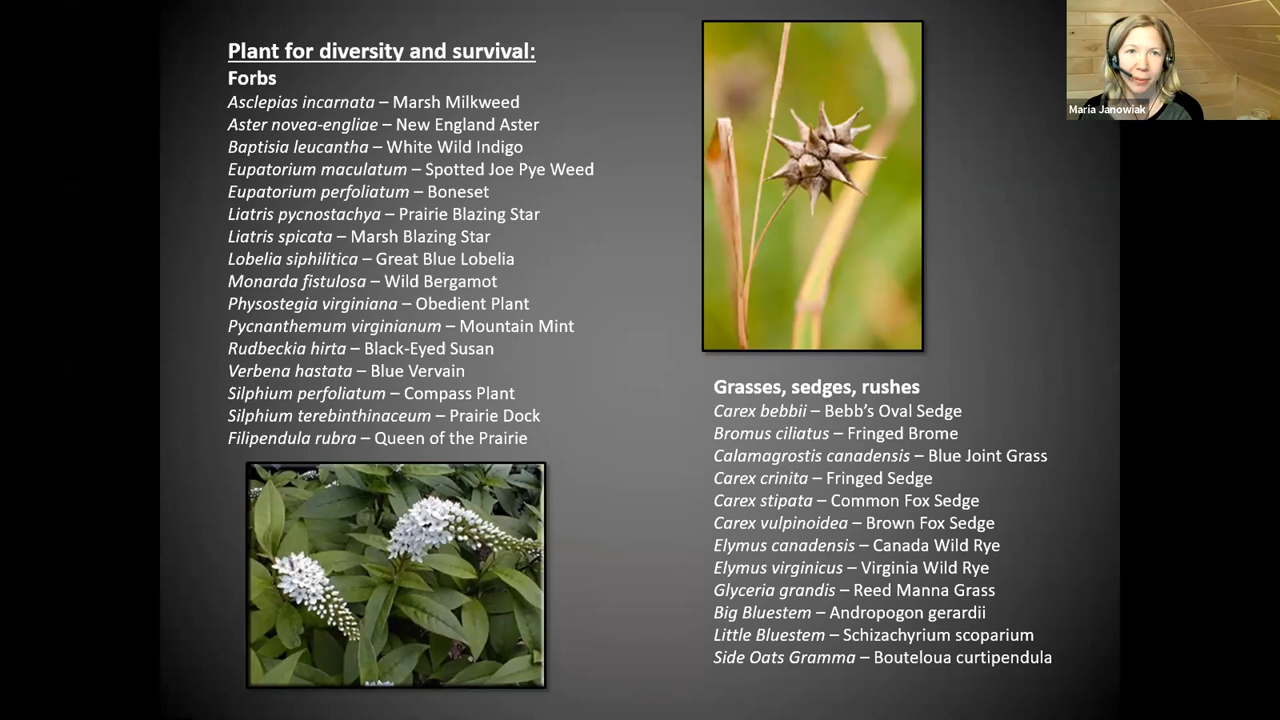 Plant for diversity and survival:
Forbs
Asclepias incarnata – Marsh Milkweed
Aster novea-engliae – New England Aster
Baptisia leucantha – White Wild Indigo
Eupatorium maculatum – Spotted Joe Pye Weed
Eupatorium perfoliatum – Boneset
Liatris pycnostachya – Prairie Blazing Star
Liatris spicata – Marsh Blazing Star
Lobelia siphilitica – Great Blue Lobelia
Monarda fistulosa – Wild Bergamot
Physostegia virginiana – Obedient Plant
Pycnanthemum virginianum – Mountain Mint
Rudbeckia hirta – Black-Eyed Susan
Verbena hastata – Blue Vervain
Silphium perfoliatum – Compass Plant
Silphium terebinthinaceum – Prairie Dock
Filipendula rubra – Queen of the Prairie
Grasses, sedges, rushes
Carex bebbii – Bebb's Oval Sedge
Bromus ciliatus – Fringed Brome
Calamagrostis canadensis – Blue Joint Grass
Carex crinita – Fringed Sedge
Carex stipata – Common Fox Sedge
Carex vulpinoidea – Brown Fox Sedge
Elymus canadensis – Canada Wild Rye
Elymus virginicus – Virginia Wild Rye
Glyceria grandis – Reed Manna Grass
Big Bluestem – Andropogon gerardii
Little Bluestem – Schizachyrium scoparium
Side Oats Gramma – Bouteloua curtipendula
Maria Janowiak